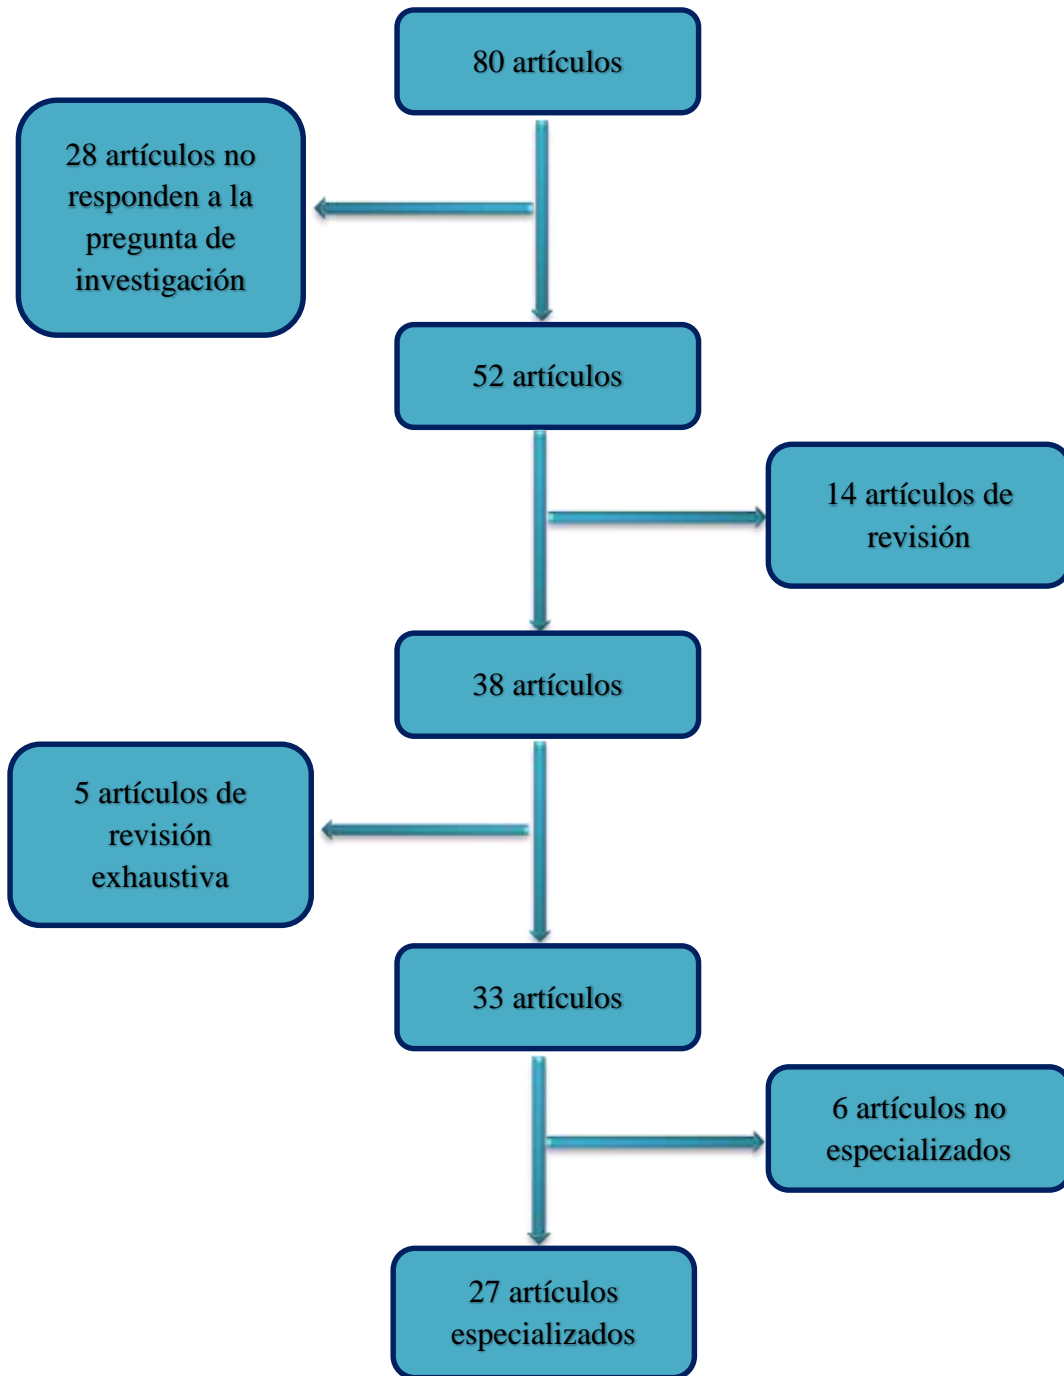 80 artículos
28 artículos no
responden a la
pregunta de
investigación
52 artículos
14 artículos de
revisión
38 artículos
5 artículos de
revisión
exhaustiva
33 artículos
6 artículos no
especializados
27 artículos
especializados